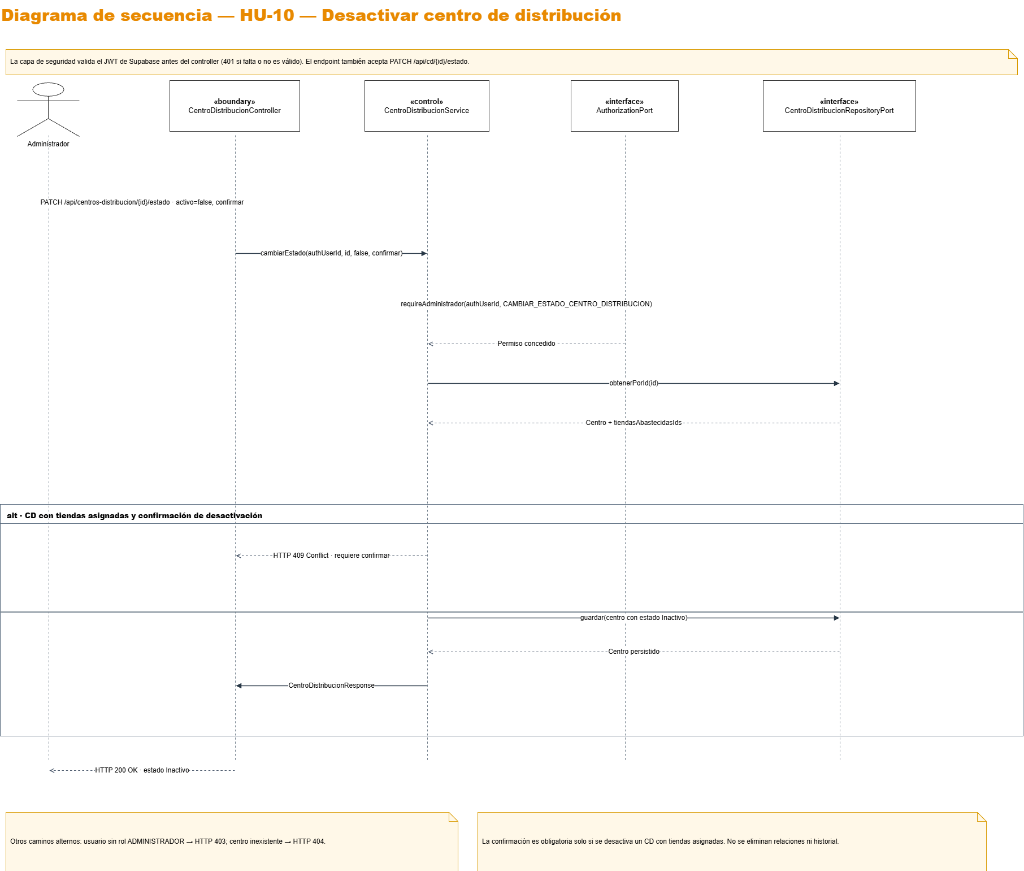 Diagrama de secuencia — HU-10 — Desactivar centro de distribución
La capa de seguridad valida el JWT de Supabase antes del controller (401 si falta o no es válido). El endpoint también acepta PATCH /api/cd/{id}/estado.
«boundary»
CentroDistribucionController
«control»
CentroDistribucionService
«interface»
AuthorizationPort
«interface»
CentroDistribucionRepositoryPort
Administrador
PATCH /api/centros-distribucion/{id}/estado · activo=false, confirmar
cambiarEstado(authUserId, id, false, confirmar)
requireAdministrador(authUserId, CAMBIAR_ESTADO_CENTRO_DISTRIBUCION)
Permiso concedido
obtenerPorId(id)
Centro + tiendasAbastecidasIds
alt - CD con tiendas asignadas y confirmación de desactivación
HTTP 409 Conflict · requiere confirmar
guardar(centro con estado Inactivo)
Centro persistido
CentroDistribucionResponse
HTTP 200 OK · estado Inactivo
Otros caminos alternos: usuario sin rol ADMINISTRADOR → HTTP 403; centro inexistente → HTTP 404.
La confirmación es obligatoria solo si se desactiva un CD con tiendas asignadas. No se eliminan relaciones ni historial.